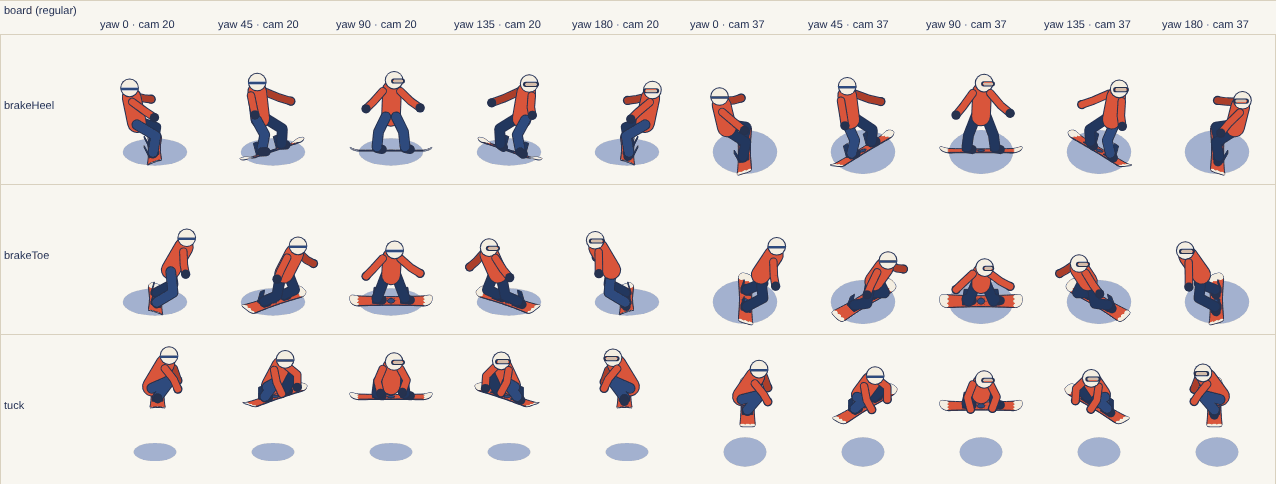 board (regular)
yaw 0 · cam 20 yaw 45 · cam 20 yaw 90 · cam 20 yaw 135 · cam 20 yaw 180 · cam 20 yaw 0 · cam 37 yaw 45 · cam 37 yaw 90 · cam 37 yaw 135 · cam 37 yaw 180 · cam 37
brakeHeel
brakeToe
tuck